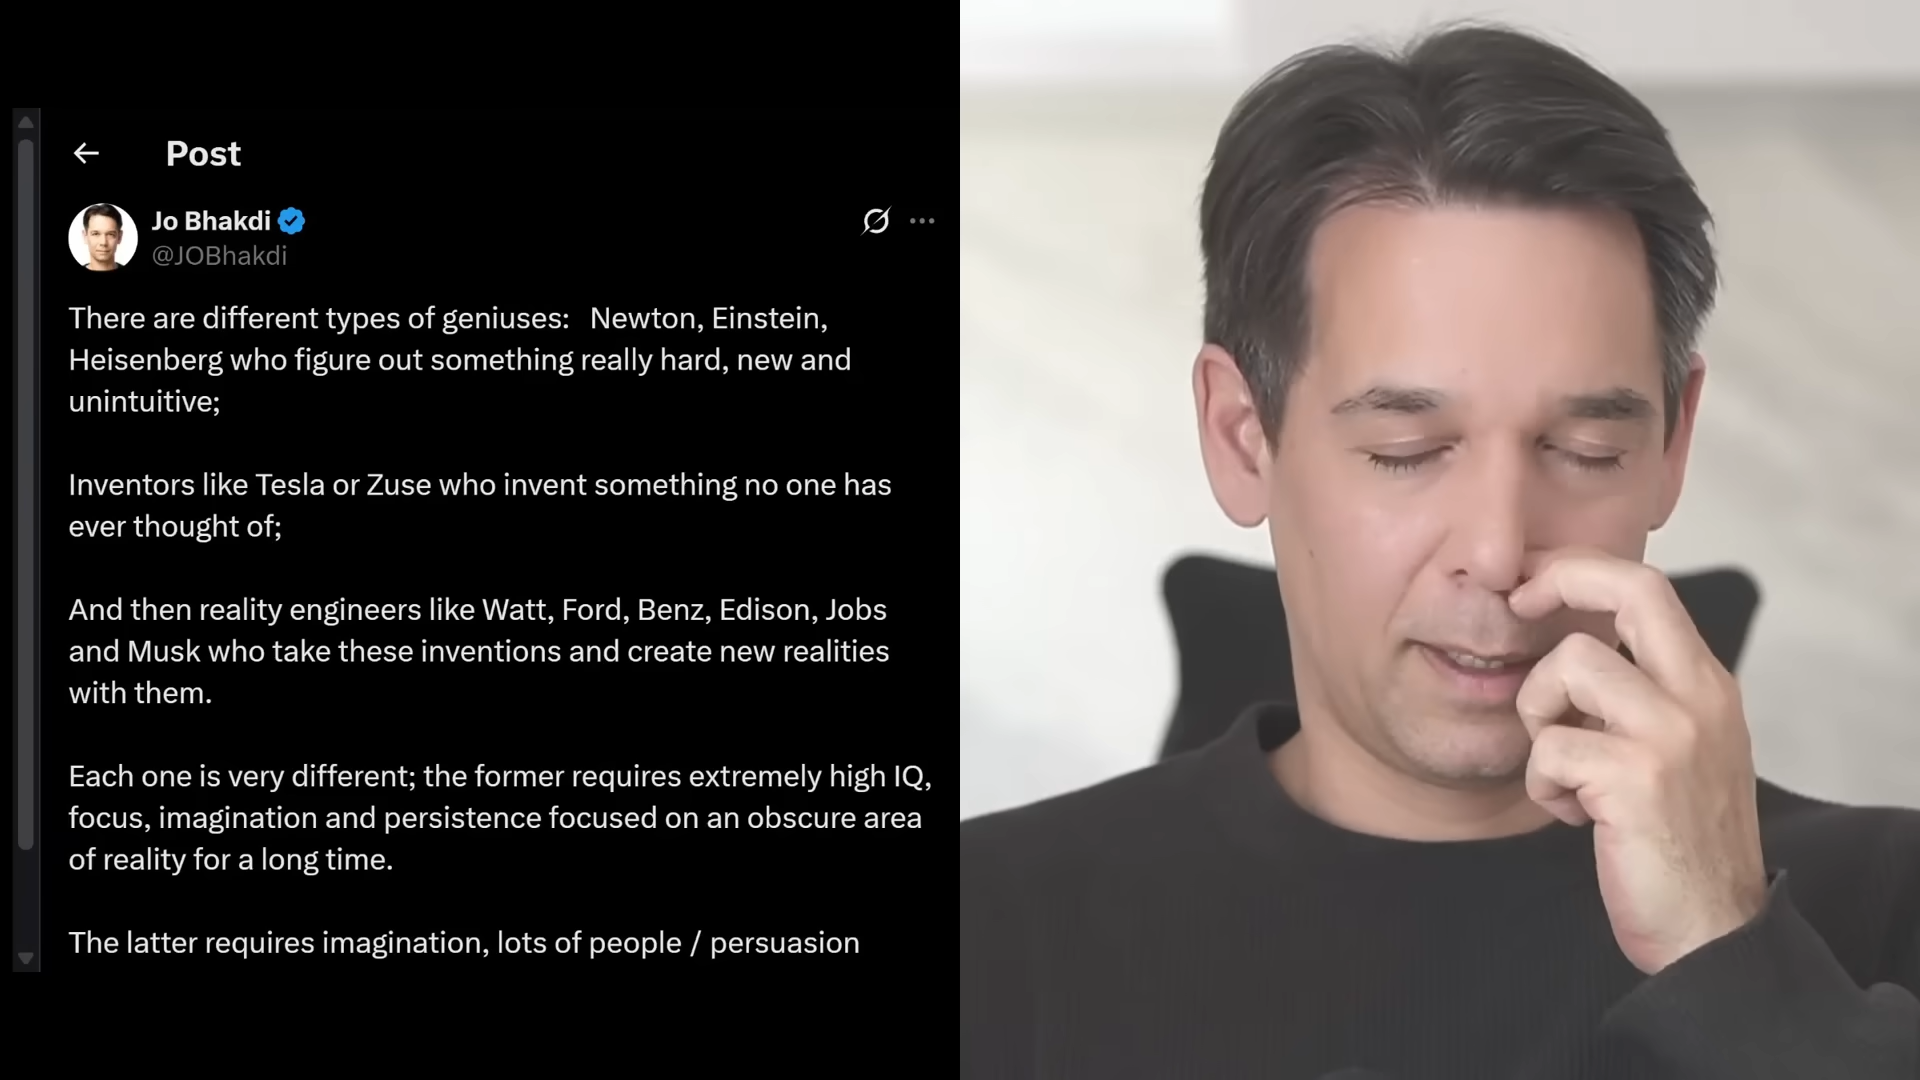 Post
Jo Bhakdi
@JOBhakdi
There are different types of geniuses:   Newton, Einstein,
Heisenberg who figure out something really hard, new and
unintuitive;
Inventors like Tesla or Zuse who invent something no one has
ever thought of;
And then reality engineers like Watt, Ford, Benz, Edison, Jobs
and Musk who take these inventions and create new realities
with them.
Each one is very different; the former requires extremely high IQ,
focus, imagination and persistence focused on an obscure area
of reality for a long time.
The latter requires imagination, lots of people / persuasion